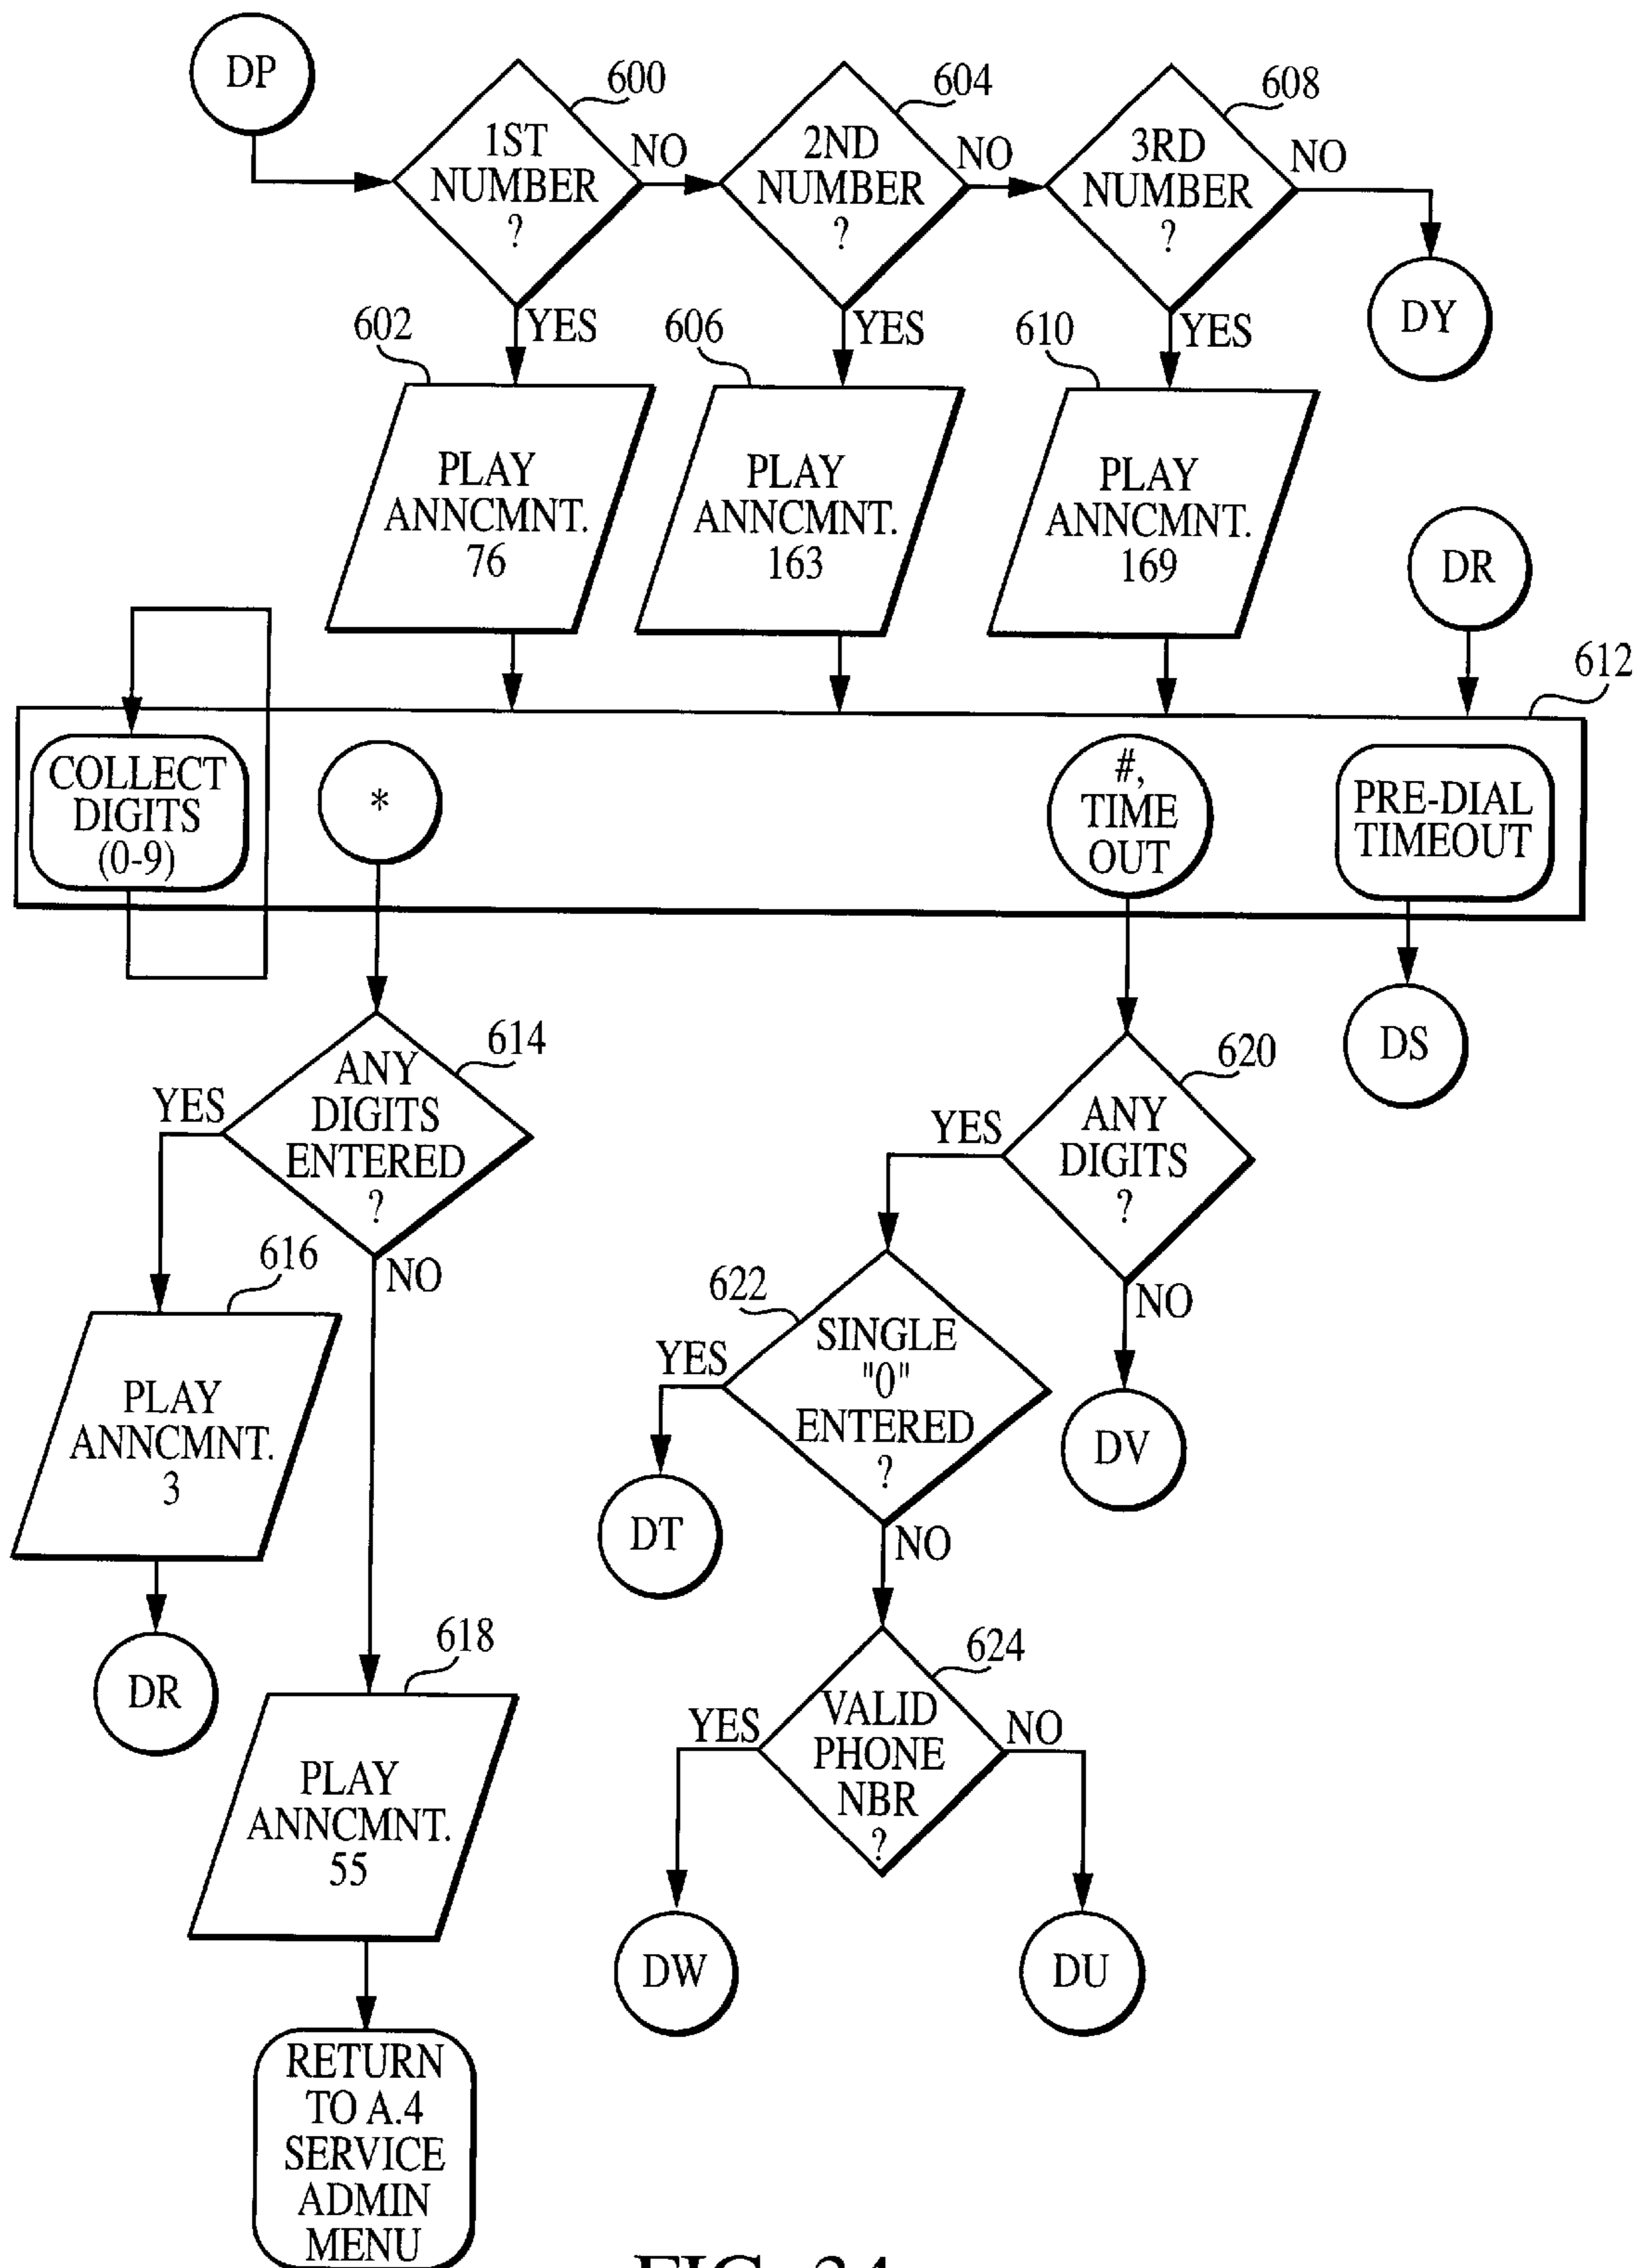 DP
600
604
608
1ST
NUMBER
?
NO
2ND
NUMBER
?
NO
3RD
NUMBER
?
NO
DY
602
YES
606
YES
610
YES
PLAY
ANNCMNT.
76
PLAY
ANNCMNT.
163
PLAY
ANNCMNT.
169
DR
612
COLLECT
DIGITS
(0-9)
*
#,
TIME
OUT
PRE-DIAL
TIMEOUT
DS
614
ANY
DIGITS
ENTERED
?
YES
NO
620
ANY
DIGITS
?
YES
NO
616
PLAY
ANNCMNT.
3
DR
622
SINGLE
"0"
ENTERED
?
YES
NO
DV
DT
618
PLAY
ANNCMNT.
55
624
VALID
PHONE
NBR
?
YES
NO
DW
DU
RETURN
TO A.4
SERVICE
ADMIN
MENU
FIG. 34